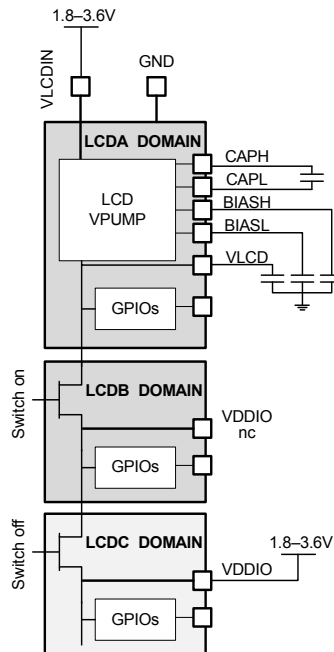 1.8–3.6V
VLCDIN
GND
LCDA DOMAIN
LCD
VPUMP
CAPH
CAPL
BIASH
BIASL
VLCD
GPIOs
Switch on
LCDB DOMAIN
VDDIO
nc
GPIOs
Switch off
LCDC DOMAIN
1.8–3.6V
VDDIO
GPIOs